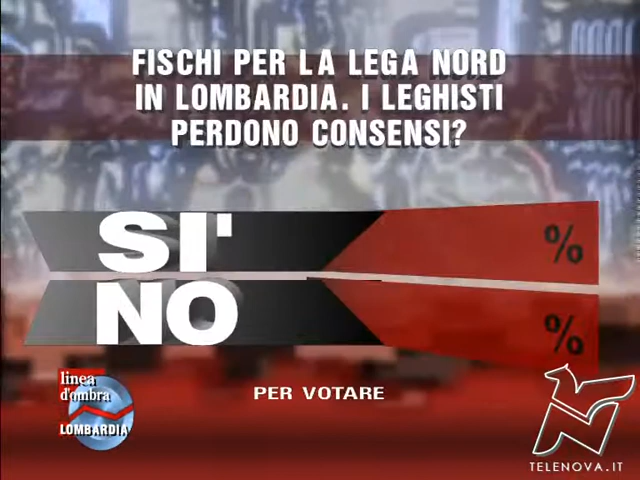 FISCHI PER LA LEGA NORD
IN LOMBARDIA. I LEGHISTI
PERDONO CONSENSI?
SI' %
NO %
PER VOTARE
linea
d'ombra
LOMBARDIA
TELENOVA.IT